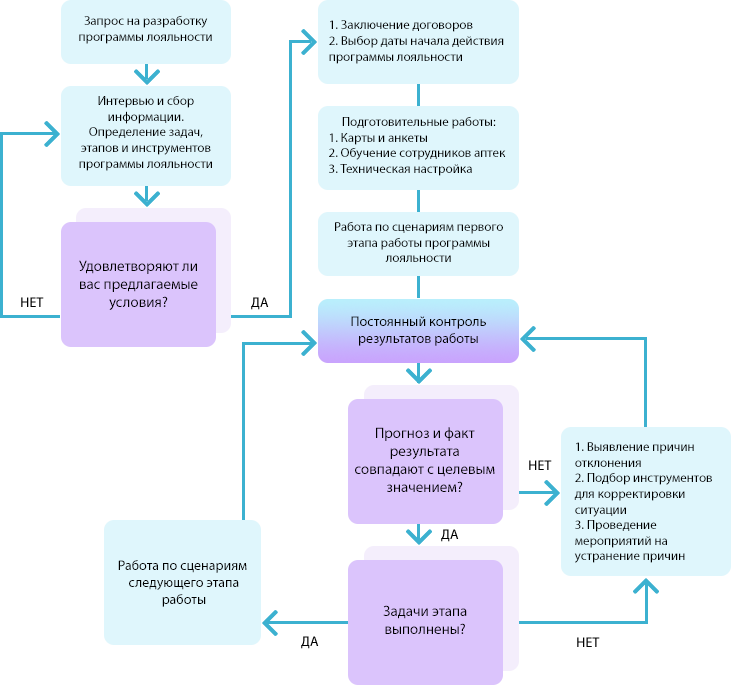 Запрос на разработку
программы лояльности
Интервью и сбор
информации.
Определение задач,
этапов и инструментов
программы лояльности
Удовлетворяют ли
вас предлагаемые
условия?
НЕТ
ДА
1. Заключение договоров
2. Выбор даты начала действия
программы лояльности
Подготовительные работы:
1. Карты и анкеты
2. Обучение сотрудников аптек
3. Техническая настройка
Работа по сценариям первого
этапа работы программы
лояльности
Постоянный контроль
результатов работы
Прогноз и факт
результата
совпадают с целевым
значением?
НЕТ
ДА
1. Выявление причин
отклонения
2. Подбор инструментов
для корректировки
ситуации
3. Проведение
мероприятий на
устранение причин
Задачи этапа
выполнены?
ДА
НЕТ
Работа по сценариям
следующего этапа
работы